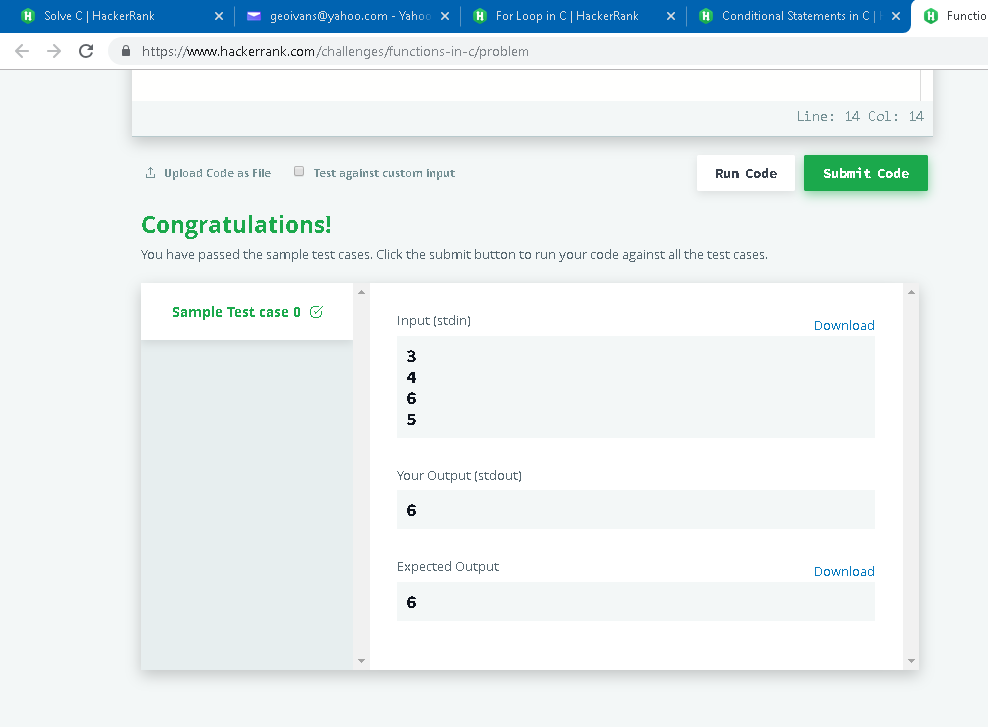 Solve C | HackerRank
geoivans@yahoo.com - Yahoo
For Loop in C | HackerRank
Conditional Statements in C |
Functio
https://www.hackerrank.com/challenges/functions-in-c/problem
Line: 14 Col: 14
Upload Code as File
Test against custom input
Run Code
Submit Code
Congratulations!
You have passed the sample test cases. Click the submit button to run your code against all the test cases.
Sample Test case 0
Input (stdin)
Download
3
4
6
5
Your Output (stdout)
6
Expected Output
Download
6